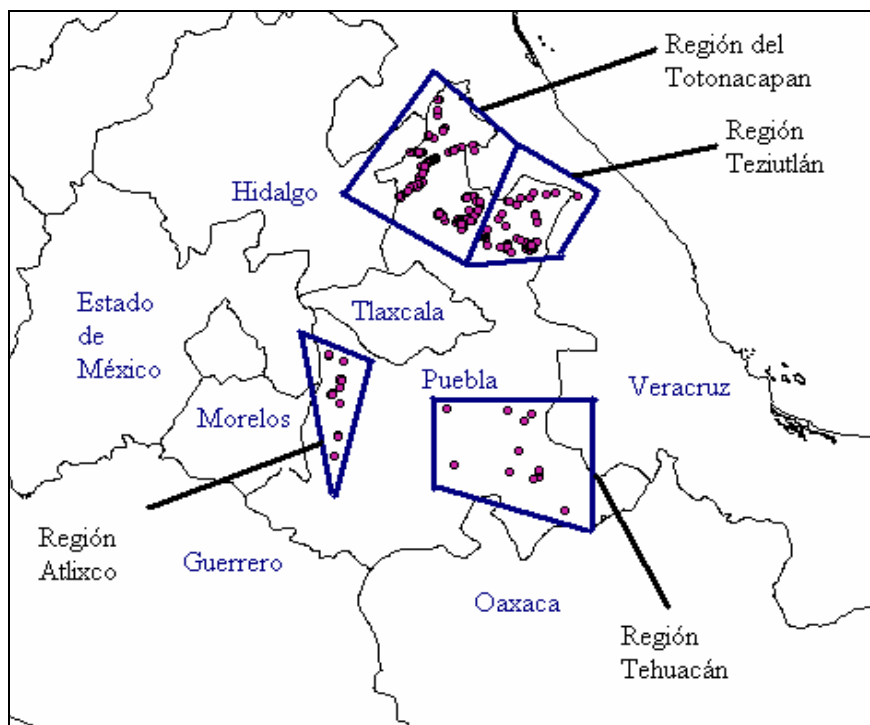 Región del
Totonacapan
Región
Teziutlán
Hidalgo
Estado
de
México
Tlaxcala
Puebla
Veracruz
Morelos
Región
Atlixco
Guerrero
Oaxaca
Región
Tehuacán